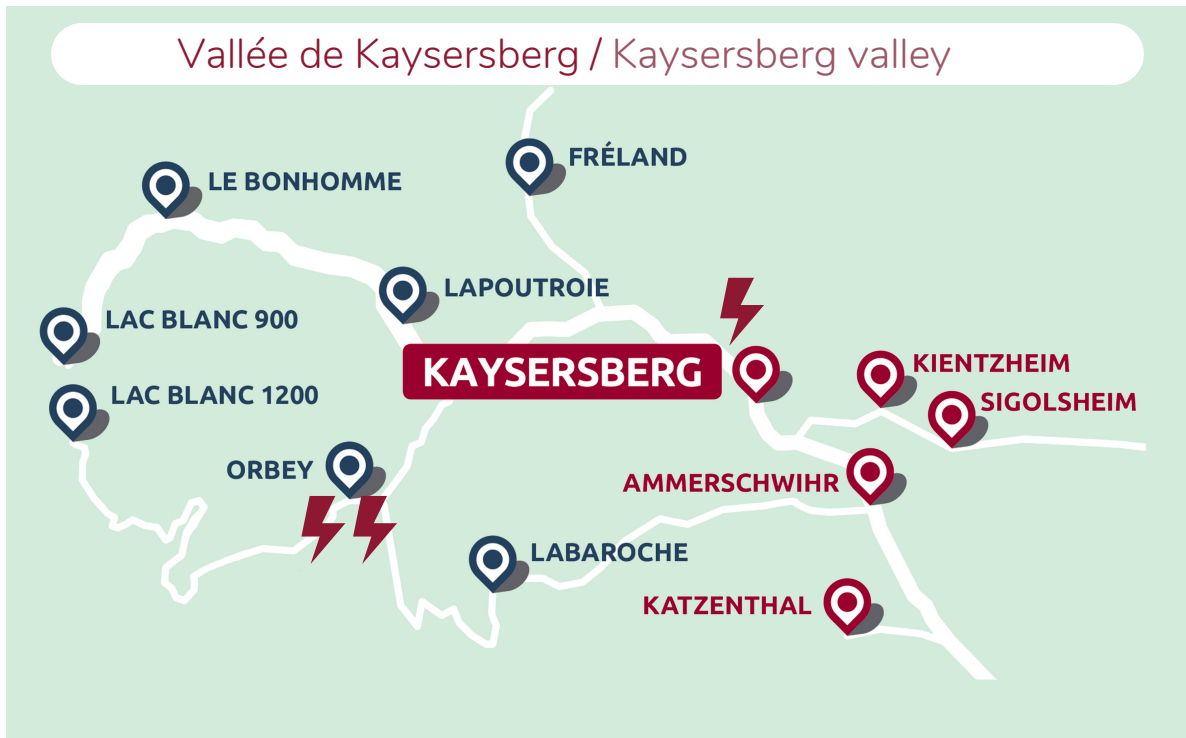 Vallée de Kaysersberg / Kaysersberg valley
FRÉLAND
LE BONHOMME
LAPOUTROIE
LAC BLANC 900
KAYSERSBERG
KIENTZHEIM
LAC BLANC 1200
SIGOLSHEIM
ORBEY
AMMERSCHWIHR
LABAROCHE
KATZENTHAL